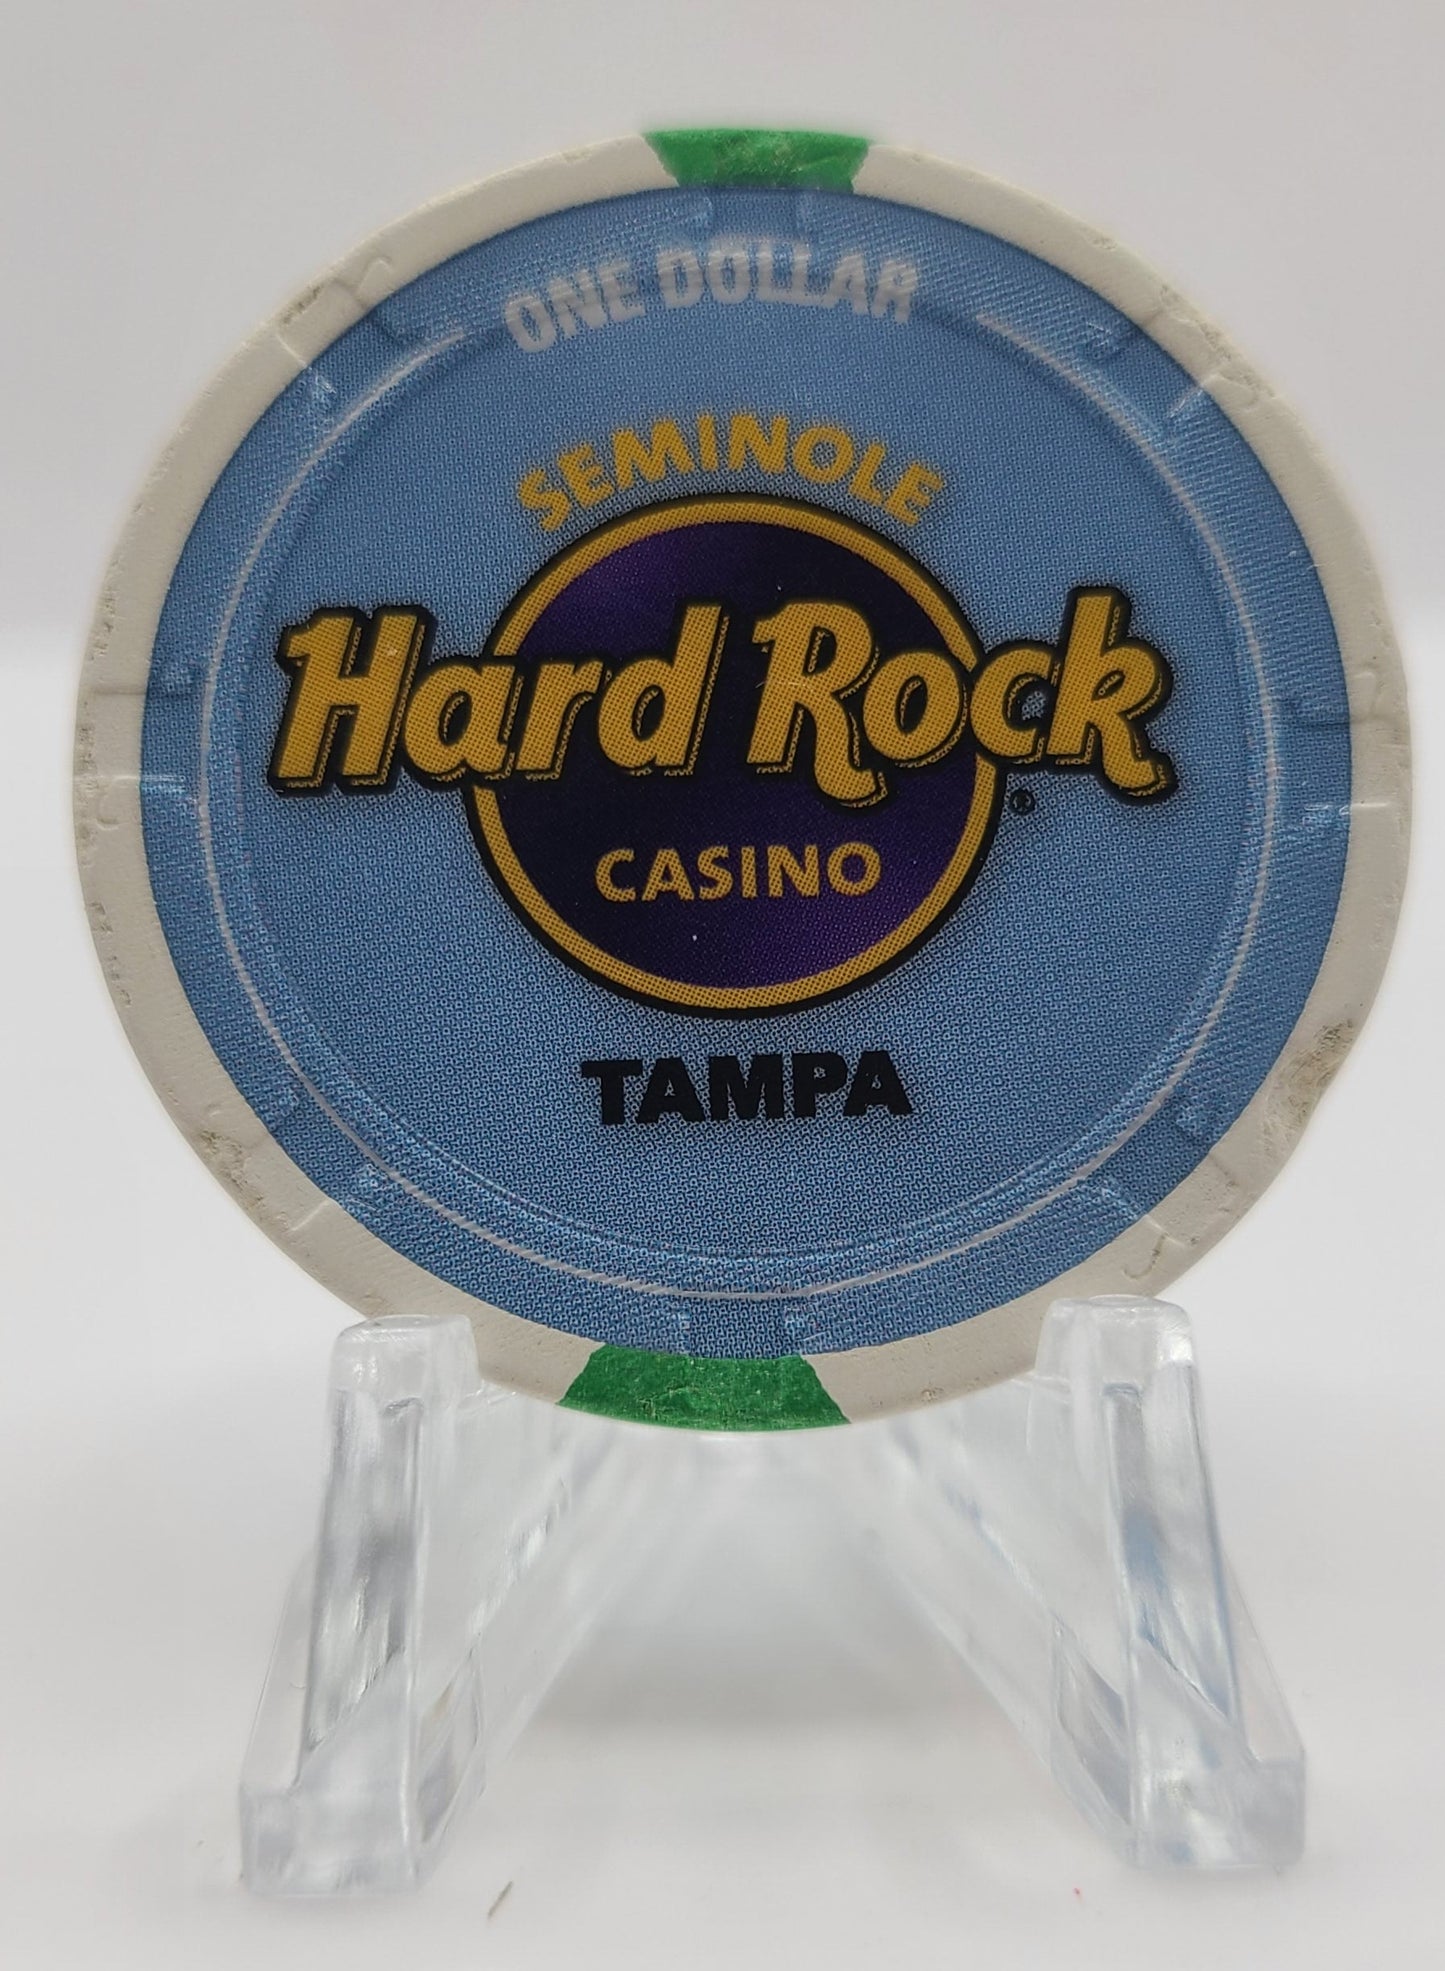 ONE DOLLAR
SEMINOLE
Hard Rock®
CASINO
TAMPA